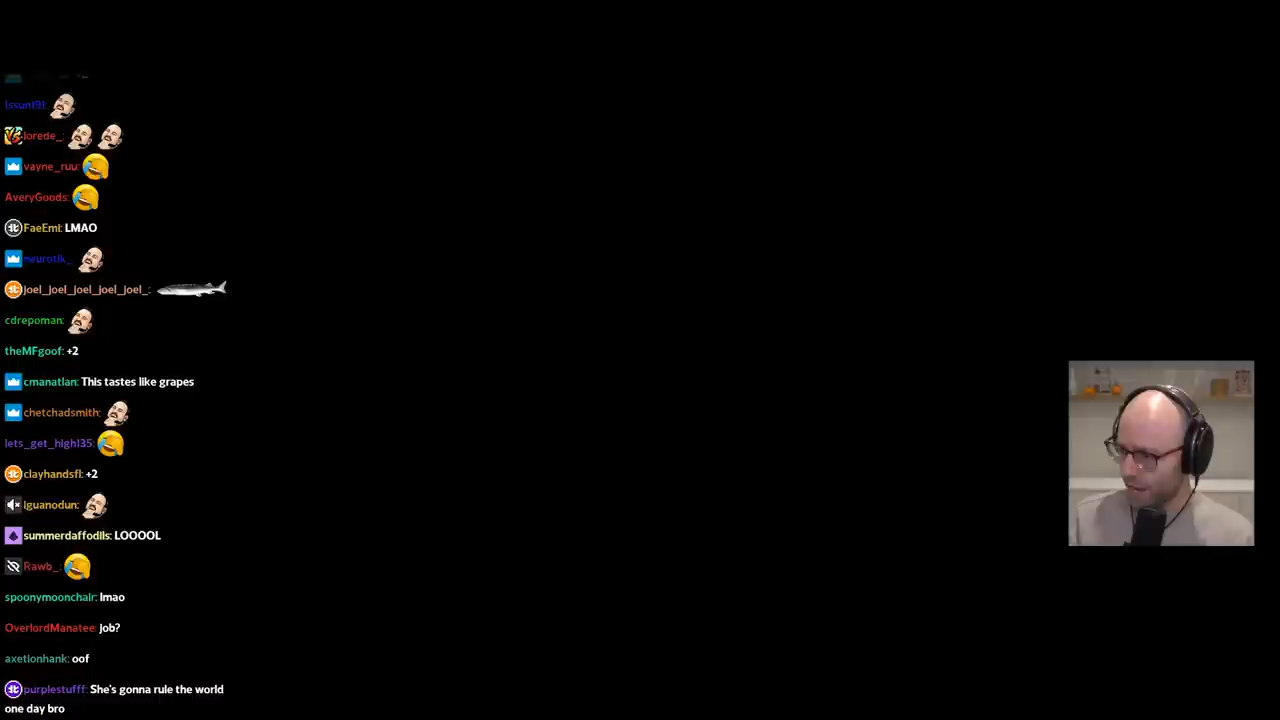 Issun191:
lorede_:
vayne_ruu:
AveryGoods:
FaeEmi: LMAO
neurotik_
joel_joel_joel_joel_joel_:
cdrepoman:
theMFgoof: +2
cmanatlan: This tastes like grapes
chetchadsmith:
lets_get_high135:
clayhandsfl: +2
Iguanodun:
summerdaffodils: LOOOOL
Rawb_:
spoonymoonchair: lmao
OverlordManatee: Job?
axetionhank: oof
purplestufff: She's gonna rule the world
one day bro